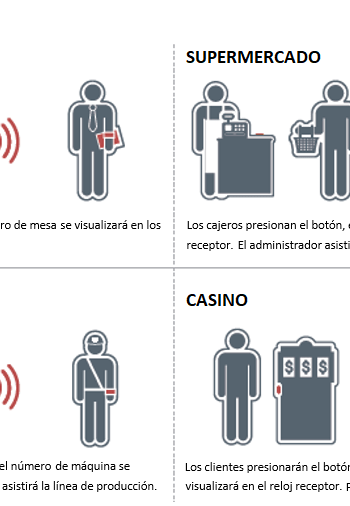 SUPERMERCADO
ro de mesa se visualizará en los
Los cajeros presionan el botón,
receptor. El administrador
CASINO
$ $ $
el número de máquina se
asistirá la línea de producción.
Los clientes presionarán el botón
visualizará en el reloj receptor.